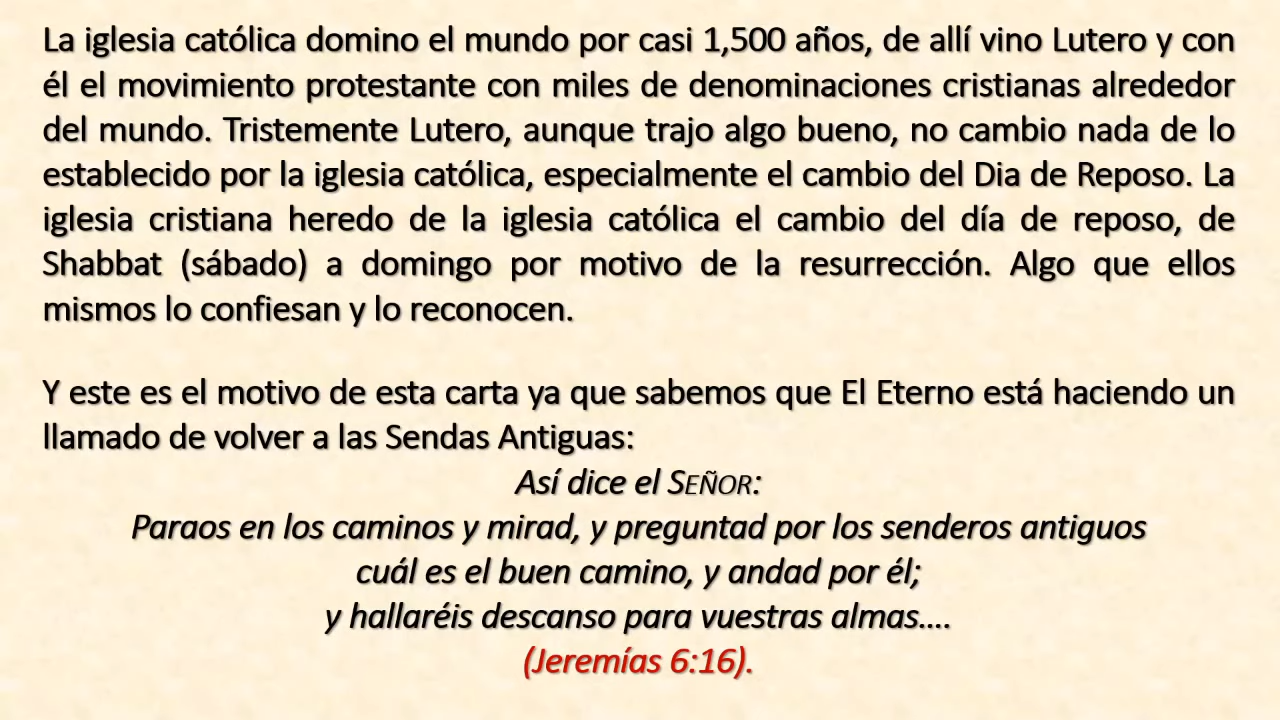 La iglesia católica domino el mundo por casi 1,500 años, de allí vino Lutero y con
él el movimiento protestante con miles de denominaciones cristianas alrededor
del mundo. Tristemente Lutero, aunque trajo algo bueno, no cambio nada de lo
establecido por la iglesia católica, especialmente el cambio del Dia de Reposo. La
iglesia cristiana heredo de la iglesia católica el cambio del día de reposo, de
Shabbat (sábado) a domingo por motivo de la resurrección. Algo que ellos
mismos lo confiesan y lo reconocen.
Y este es el motivo de esta carta ya que sabemos que El Eterno está haciendo un
llamado de volver a las Sendas Antiguas:
Así dice el SEÑOR:
Paraos en los caminos y mirad, y preguntad por los senderos antiguos
cuál es el buen camino, y andad por él;
y hallaréis descanso para vuestras almas....
(Jeremías 6:16).